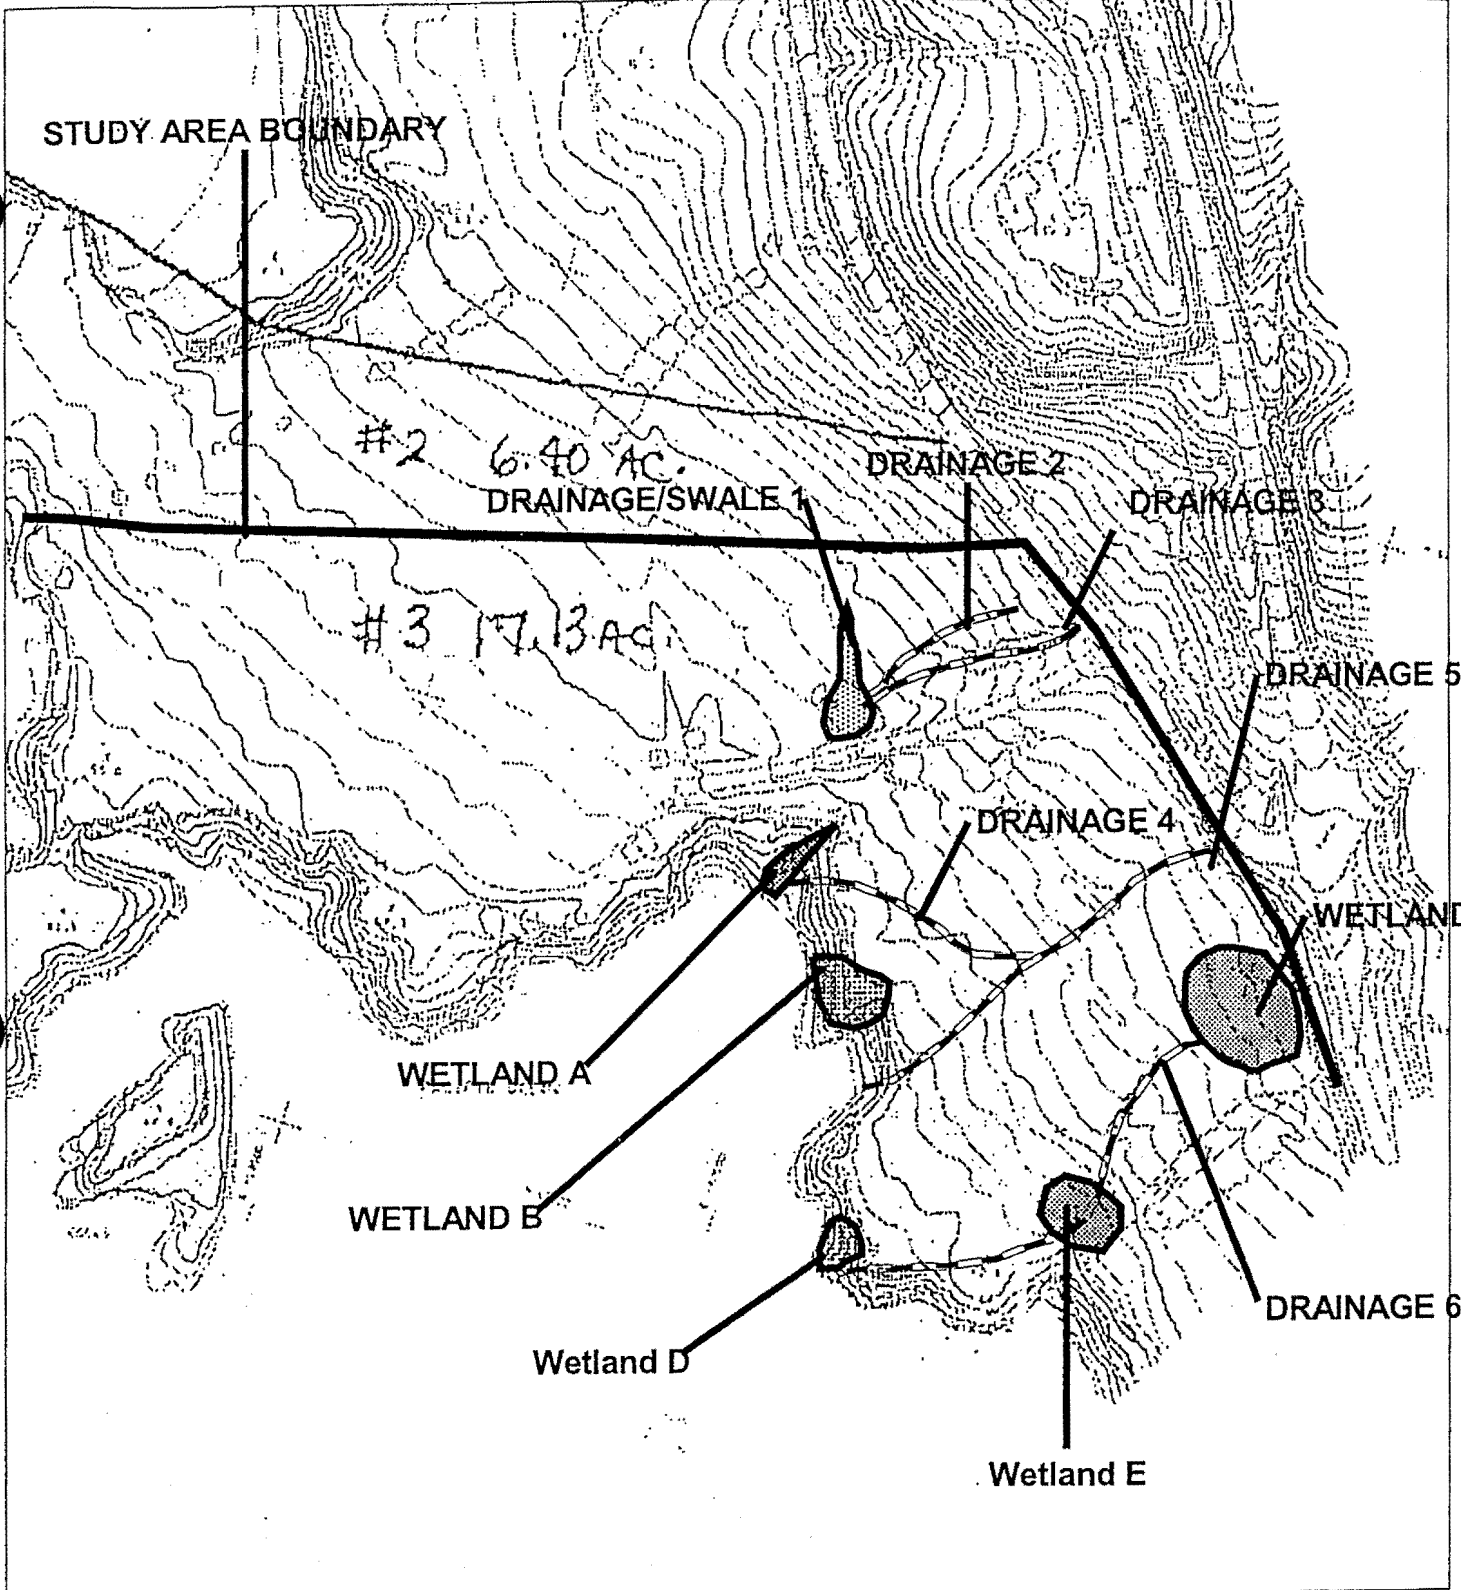 STUDY AREA BOUNDARY
#2 6.40 AC.
DRAINAGE 2
DRAINAGE/SWALE 1
DRAINAGE 3
#3 17.13 AC.
DRAINAGE 5
DRAINAGE 4
WETLAND
WETLAND A
WETLAND B
DRAINAGE 6
Wetland D
Wetland E